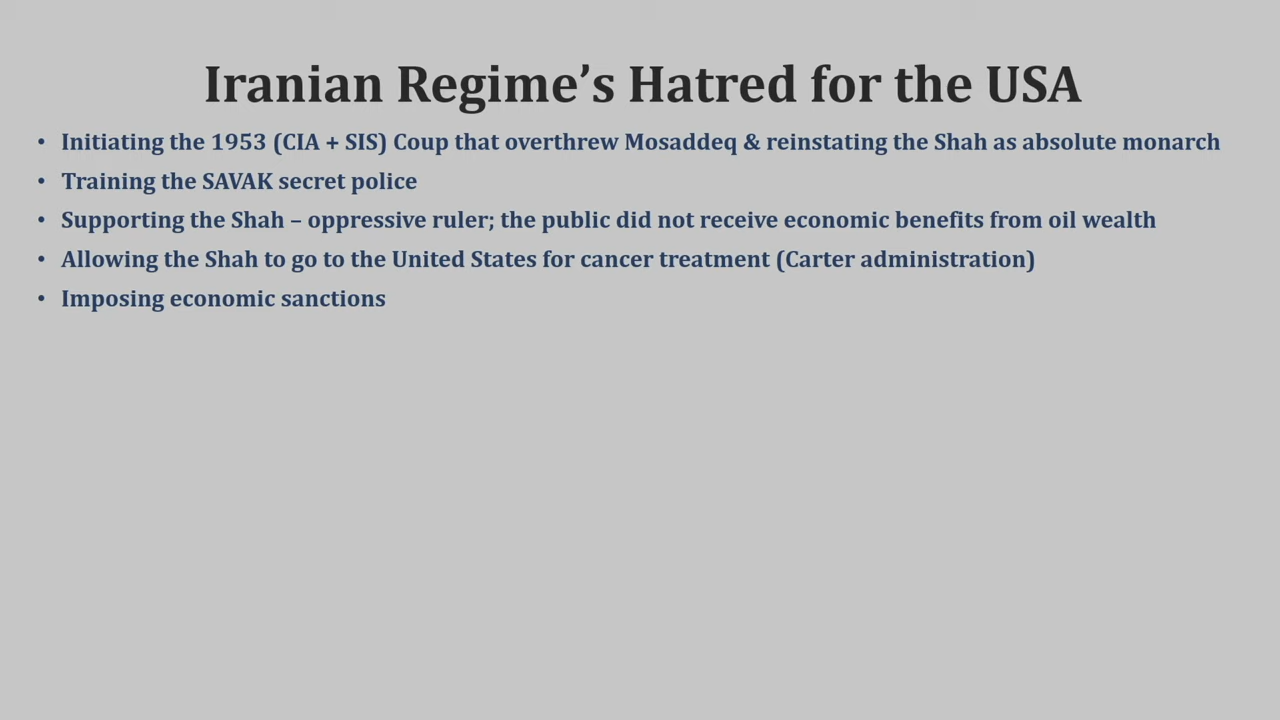 Iranian Regime’s Hatred for the USA
• Initiating the 1953 (CIA + SIS) Coup that overthrew Mosaddeq & reinstating the Shah as absolute monarch
• Training the SAVAK secret police
• Supporting the Shah – oppressive ruler; the public did not receive economic benefits from oil wealth
• Allowing the Shah to go to the United States for cancer treatment (Carter administration)
• Imposing economic sanctions